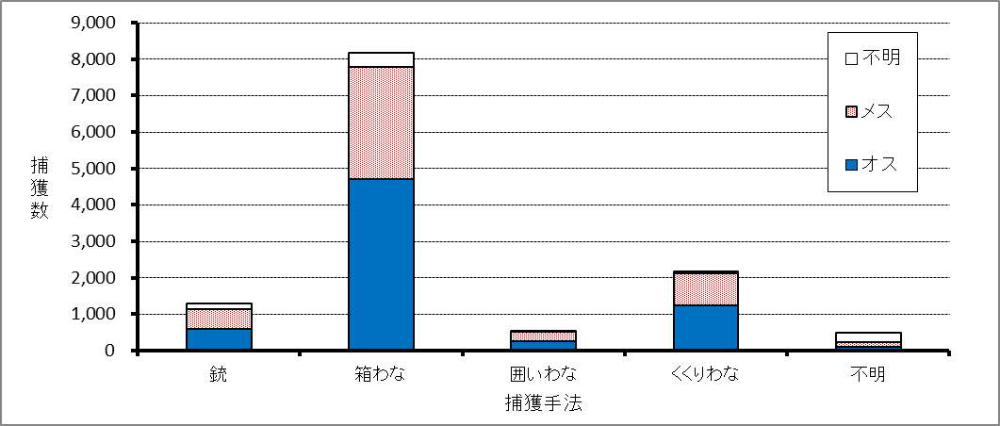 9,000
8,000
7,000
6,000
5,000
4,000
3,000
2,000
1,000
0
捕獲数
不明
メス
オス
銃
箱わな
囲いわな
くくりわな
不明
捕獲手法